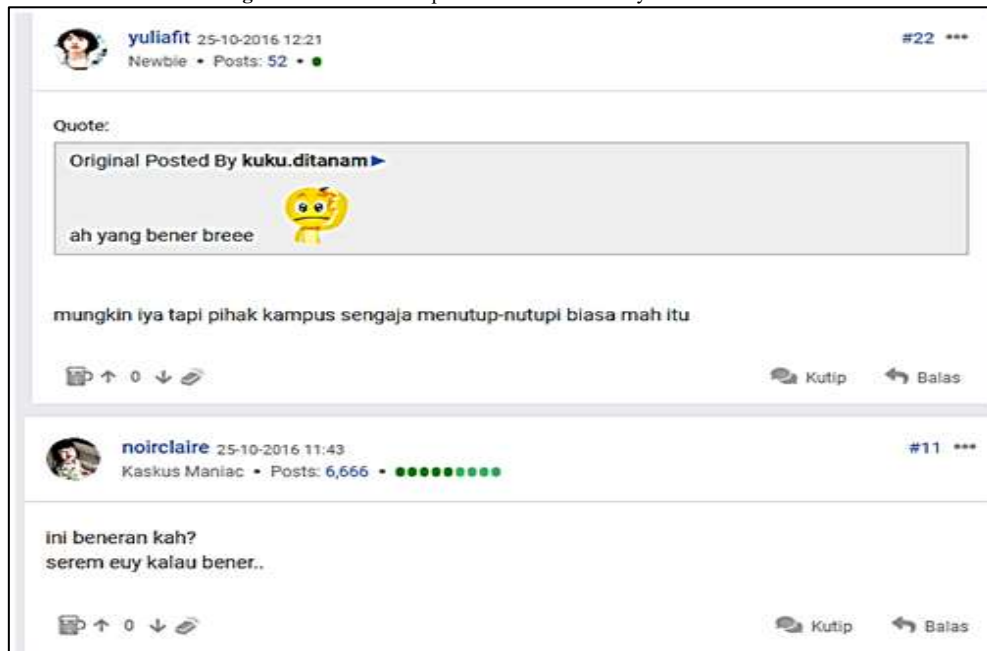 yuliafit 25-10-2016 12:21
#22
Newbie • Posts: 52 •
Quote:
Original Posted By kuku.ditanam
ah yang bener breee
mungkin iya tapi pihak kampus sengaja menutup-nutupi biasa mah itu
0
Kutip
Balas
noirclaire 25-10-2016 11:43
#11
Kaskus Maniac • Posts: 6,666 •
ini beneran kah?
serem euy kalau bener..
0
Kutip
Balas